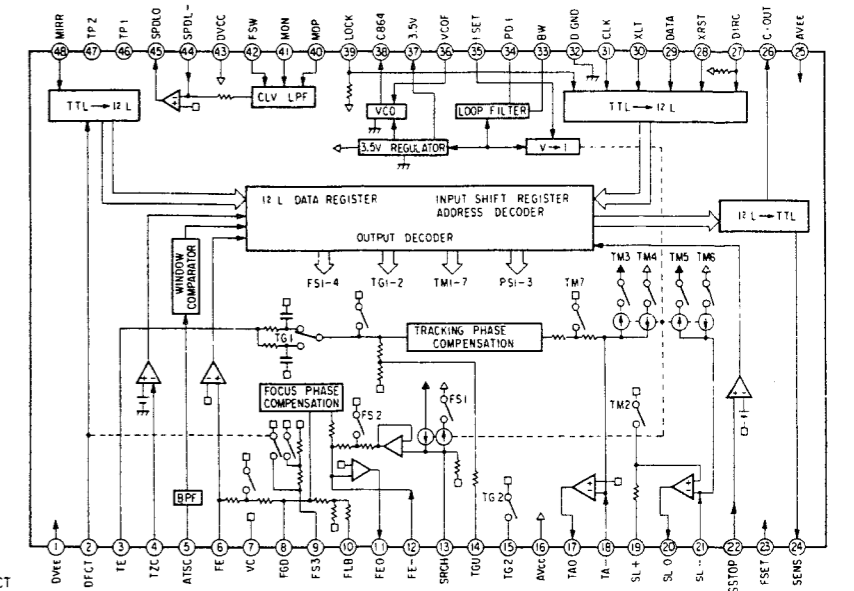 MIRR TP2 TP1 SPDLO SPDL- DVCC FSW MON MDP LOCK C864 3.5V VCOF ISET PD1 BW D GND CLK XLT DATA XRST DIRC C·OUT AVEE
48 47 46 45 44 43 42 41 40 39 38 37 36 35 34 33 32 31 30 29 28 27 26 25
TTL → I2L
CLV LPF
VCO
LOOP FILTER
TTL → I2L
3.5V REGULATOR
V → I
I2L DATA REGISTER
INPUT SHIFT REGISTER
ADDRESS DECODER
OUTPUT DECODER
I2L → TTL
WINDOW COMPARATOR
FS1-4 TG1-2 TM1-7 PS1-3
TM7 TM3 TM4 TM5 TM6
TG1
TRACKING PHASE
COMPENSATION
FOCUS PHASE
COMPENSATION
FS2
FS1
TM2
BPF
TG2
1 2 3 4 5 6 7 8 9 10 11 12 13 14 15 16 17 18 19 20 21 22 23 24
DVEE DFCT TE TZC ATSC FE VC FGD FS3 FLB FEO FE- SRCH TGU TG2 AVCC TAO TA- SL+ SLO SL- SSTOP FSET SENS
CT